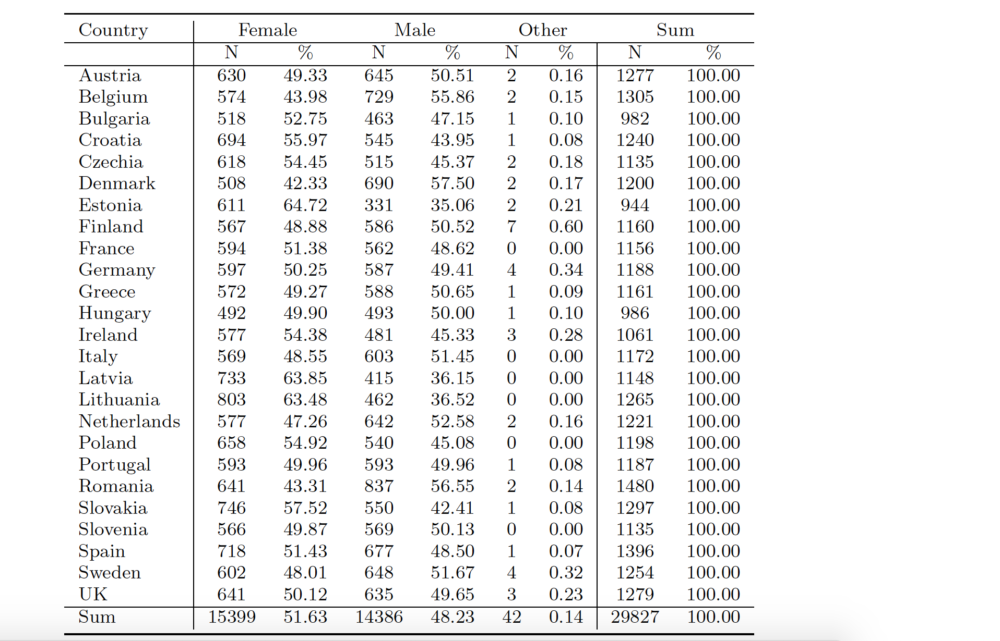 Country Female Male Other Sum
N % N % N % N %
Austria 630 49.33 645 50.51 2 0.16 1277 100.00
Belgium 574 43.98 729 55.86 2 0.15 1305 100.00
Bulgaria 518 52.75 463 47.15 1 0.10 982 100.00
Croatia 694 55.97 545 43.95 1 0.08 1240 100.00
Czechia 618 54.45 515 45.37 2 0.18 1135 100.00
Denmark 508 42.33 690 57.50 2 0.17 1200 100.00
Estonia 611 64.72 331 35.06 2 0.21 944 100.00
Finland 567 48.88 586 50.52 7 0.60 1160 100.00
France 594 51.38 562 48.62 0 0.00 1156 100.00
Germany 597 50.25 587 49.41 4 0.34 1188 100.00
Greece 572 49.27 588 50.65 1 0.09 1161 100.00
Hungary 492 49.90 493 50.00 1 0.10 986 100.00
Ireland 577 54.38 481 45.33 3 0.28 1061 100.00
Italy 569 48.55 603 51.45 0 0.00 1172 100.00
Latvia 733 63.85 415 36.15 0 0.00 1148 100.00
Lithuania 803 63.48 462 36.52 0 0.00 1265 100.00
Netherlands 577 47.26 642 52.58 2 0.16 1221 100.00
Poland 658 54.92 540 45.08 0 0.00 1198 100.00
Portugal 593 49.96 593 49.96 1 0.08 1187 100.00
Romania 641 43.31 837 56.55 2 0.14 1480 100.00
Slovakia 746 57.52 550 42.41 1 0.08 1297 100.00
Slovenia 566 49.87 569 50.13 0 0.00 1135 100.00
Spain 718 51.43 677 48.50 1 0.07 1396 100.00
Sweden 602 48.01 648 51.67 4 0.32 1254 100.00
UK 641 50.12 635 49.65 3 0.23 1279 100.00
Sum 15399 51.63 14386 48.23 42 0.14 29827 100.00